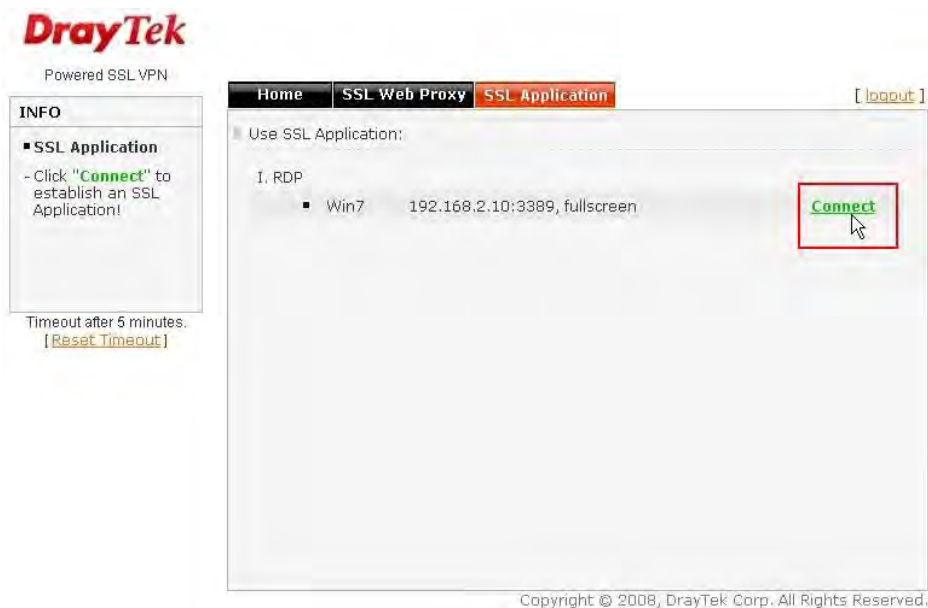 DrayTek
Powered SSL VPN
INFO
SSL Application
- Click "Connect" to
establish an SSL
Application!
Timeout after 5 minutes.
[ Reset Timeout ]
Home SSL Web Proxy SSL Application [ logout ]
Use SSL Application:
I. RDP
Win7 192.168.2.10:3389, fullscreen Connect
Copyright © 2008, DrayTek Corp. All Rights Reserved.